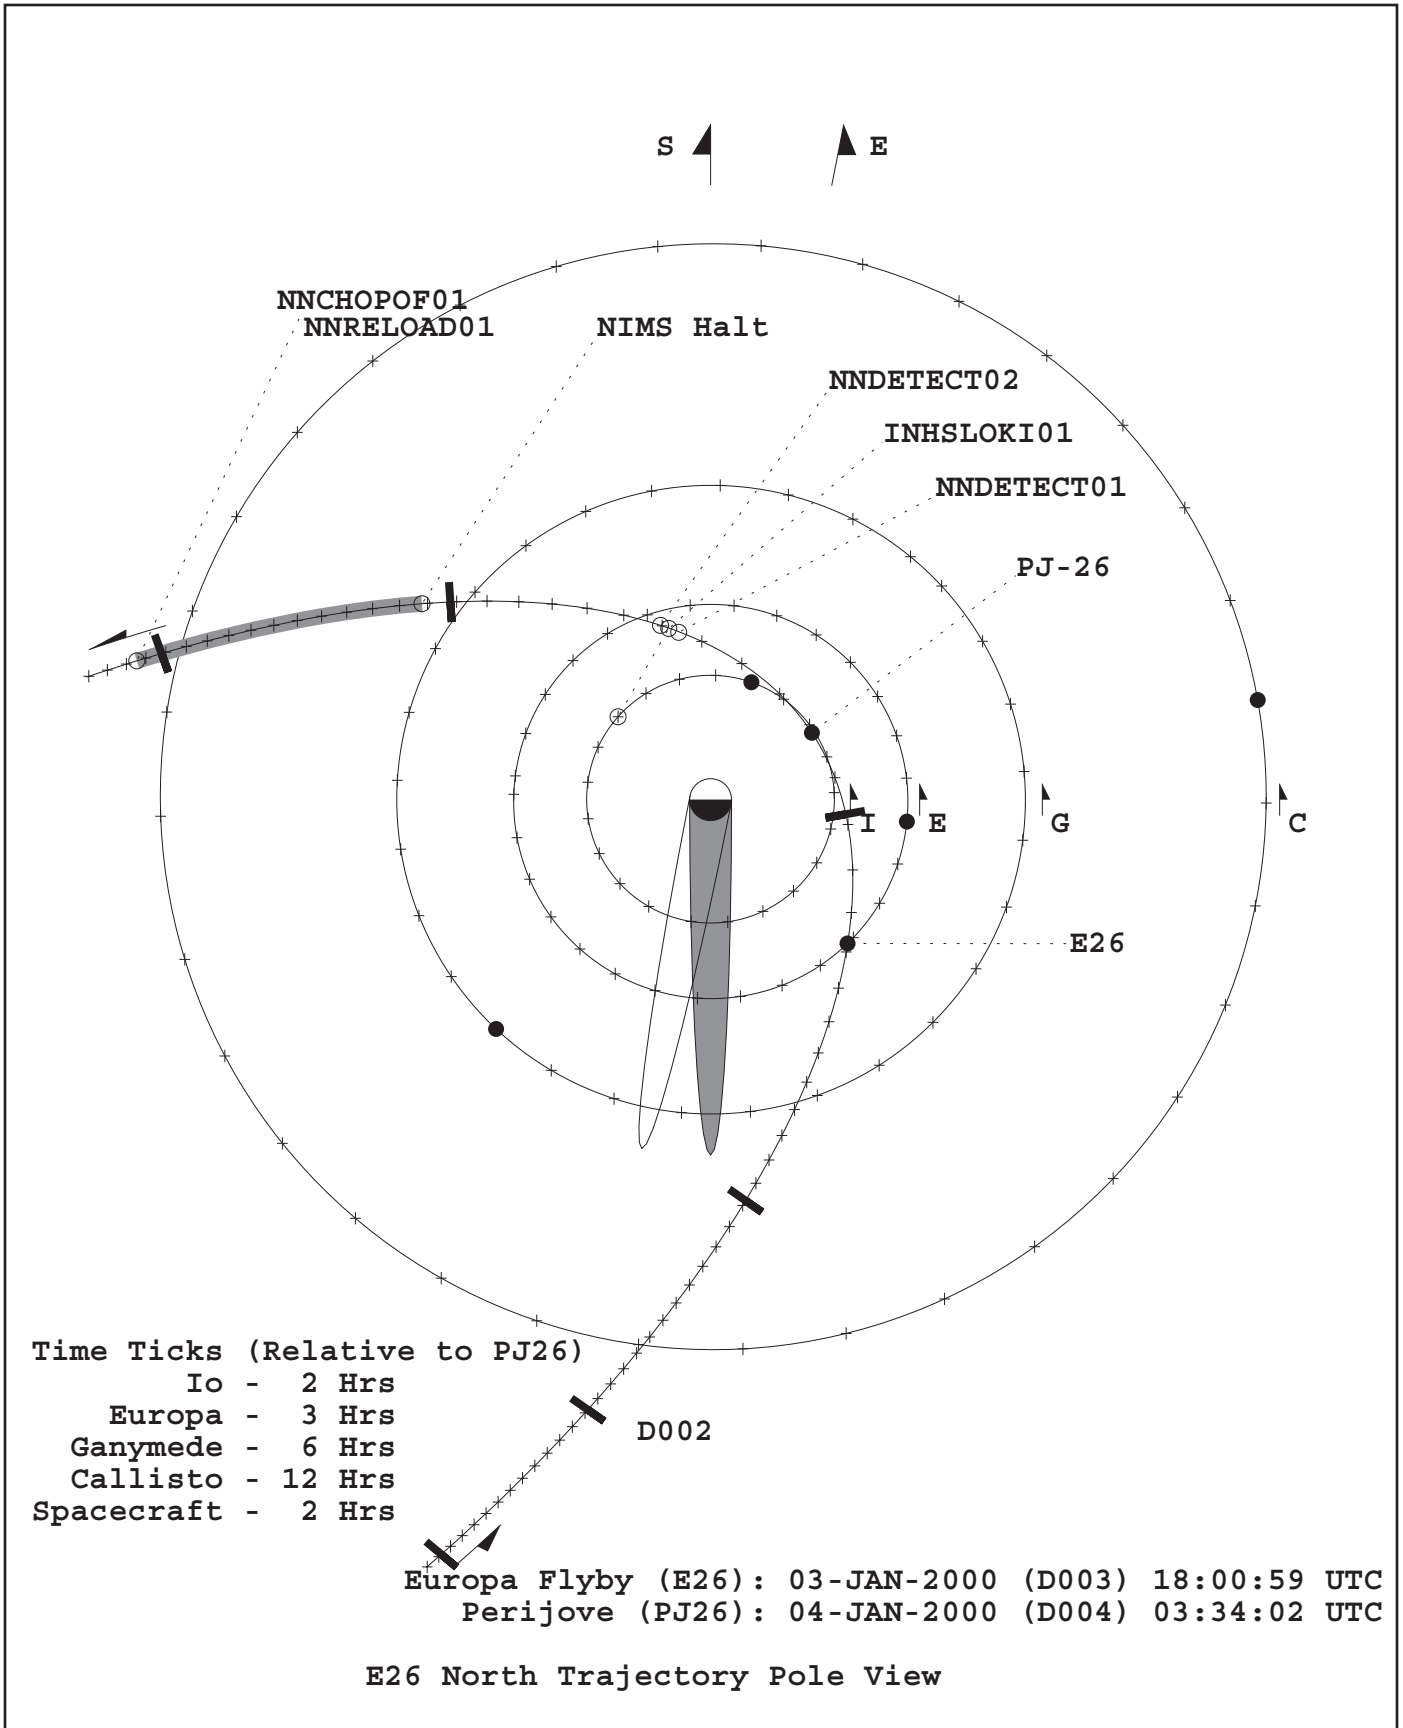 S E
NNCHOPOF01
NNRELOAD01 NIMS Halt
NNDETECT02
INHSLOKI01
NNDETECT01
PJ-26
I E G C
E26
Time Ticks (Relative to PJ26)
Io - 2 Hrs
Europa - 3 Hrs
D002
Ganymede - 6 Hrs
Callisto - 12 Hrs
Spacecraft - 2 Hrs
Europa Flyby (E26): 03-JAN-2000 (D003) 18:00:59 UTC
Perijove (PJ26): 04-JAN-2000 (D004) 03:34:02 UTC
E26 North Trajectory Pole View